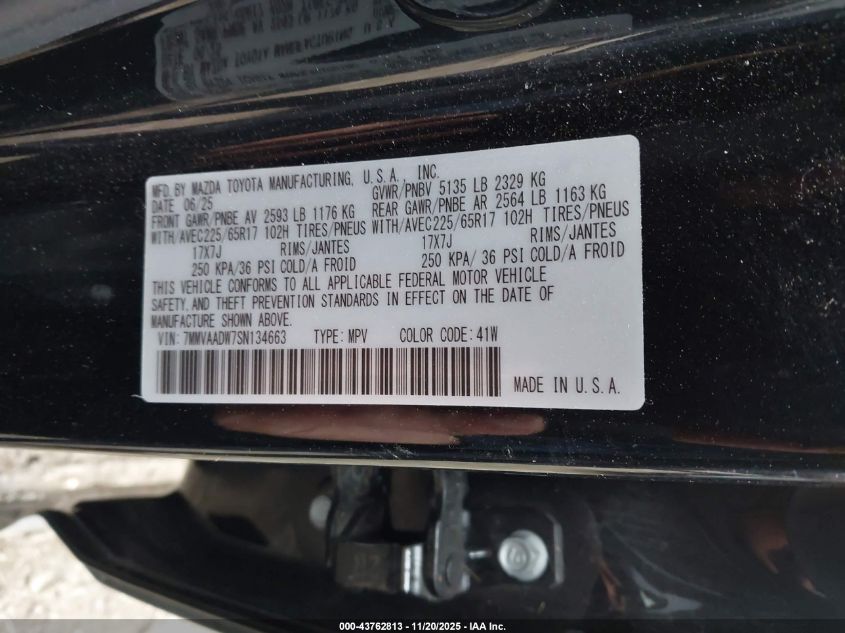 MFD. BY MAZDA TOYOTA MANUFACTURING, U.S.A., INC.
DATE 06/25 GVWR/PNBV 5135 LB 2329 KG
FRONT GAWR/PNBE AV 2593 LB 1176 KG REAR GAWR/PNBE AR 2564 LB 1163 KG
WITH/AVEC225/65R17 102H TIRES/PNEUS WITH/AVEC225/65R17 102H TIRES/PNEUS
17X7J RIMS/JANTES 17X7J RIMS/JANTES
250 KPA/36 PSI COLD/A FROID 250 KPA/ 36 PSI COLD/A FROID
THIS VEHICLE CONFORMS TO ALL APPLICABLE FEDERAL MOTOR VEHICLE
SAFETY, AND THEFT PREVENTION STANDARDS IN EFFECT ON THE DATE OF
MANUFACTURE SHOWN ABOVE.
VIN: 7MMVAADW7SN134663 TYPE: MPV COLOR CODE: 41W
MADE IN U.S.A.
000-43762813 - 11/20/2025 - IAA Inc.